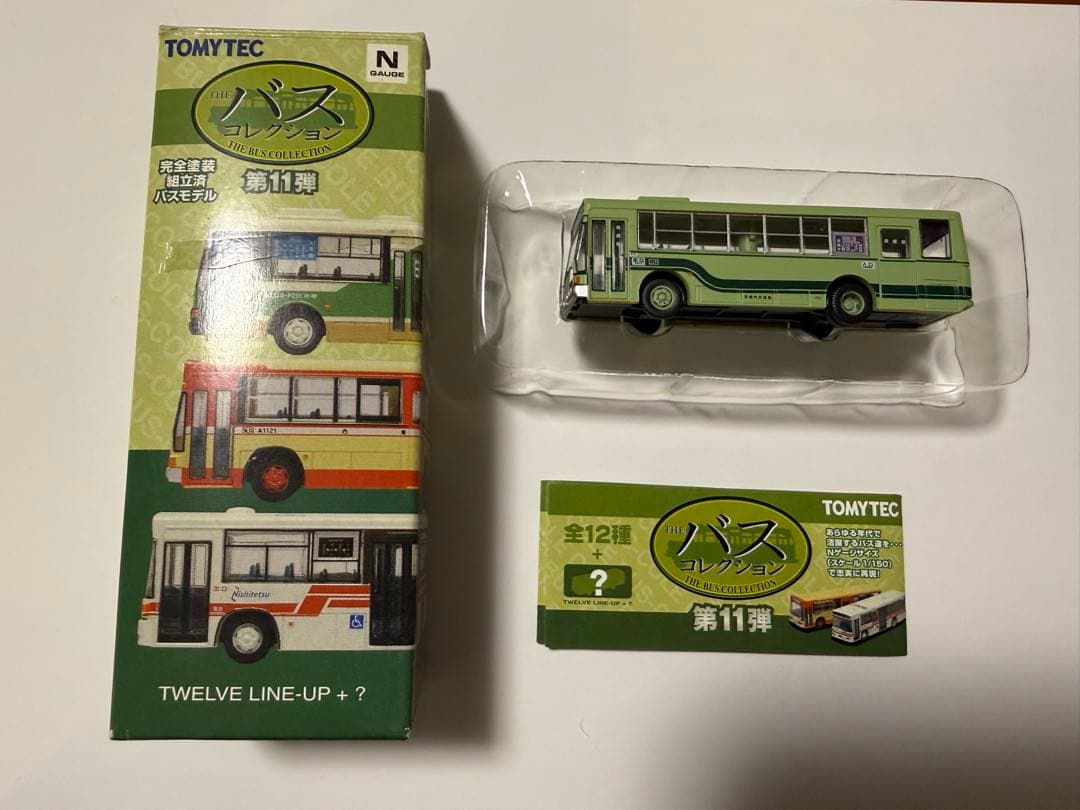 TOMYTEC
N
GAUGE
THE
バス
コレクション
THE BUS COLLECTION
完全塗装
組立済
バスモデル
第11弾
A1121
Nishitetsu
TWELVE LINE-UP + ?
TOMYTEC
全12種
+
?
TWELVE LINE-UP + ?
THE
バス
コレクション
THE BUS COLLECTION
第11弾
あらゆる年代で
活躍するバス達を・・・
Nゲージサイズ
(スケール1/150)
で忠実に再現!